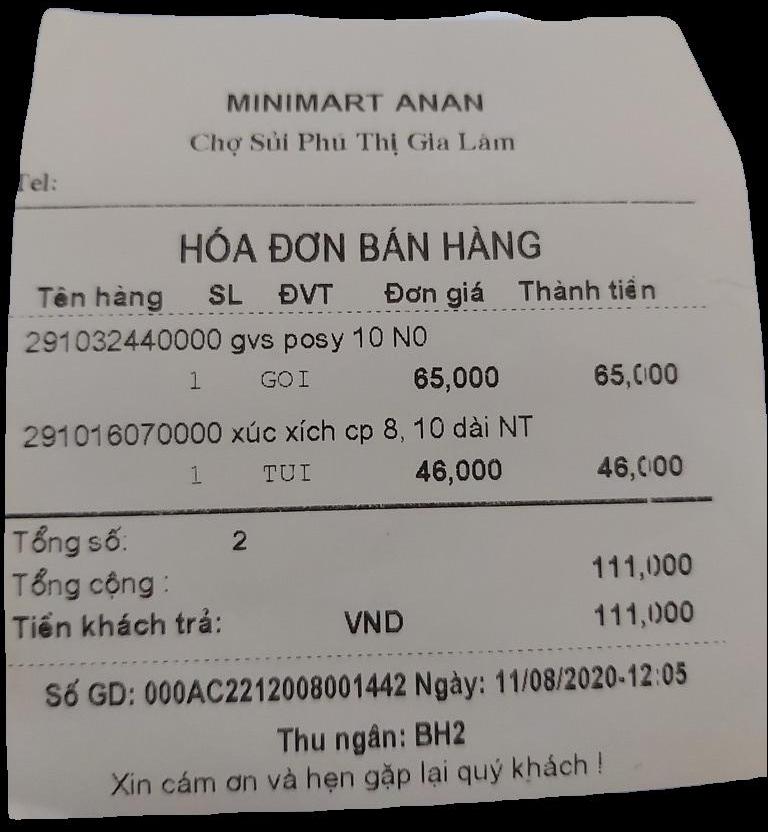 MINIMART ANAN
Chợ Sủi Phú Thị Gia Lâm
Tel:
HÓA ĐƠN BÁN HÀNG
Tên hàng SL ĐVT Đơn giá Thành tiền
291032440000 gvs posy 10 N0
1 GOI 65,000 65,000
291016070000 xúc xích cp 8, 10 dài NT
1 TUI 46,000 46,000
Tổng số: 2
Tổng cộng : 111,000
Tiền khách trả: VND 111,000
Số GD: 000AC2212008001442 Ngày: 11/08/2020-12:05
Thu ngân: BH2
Xin cám ơn và hẹn gặp lại quý khách !